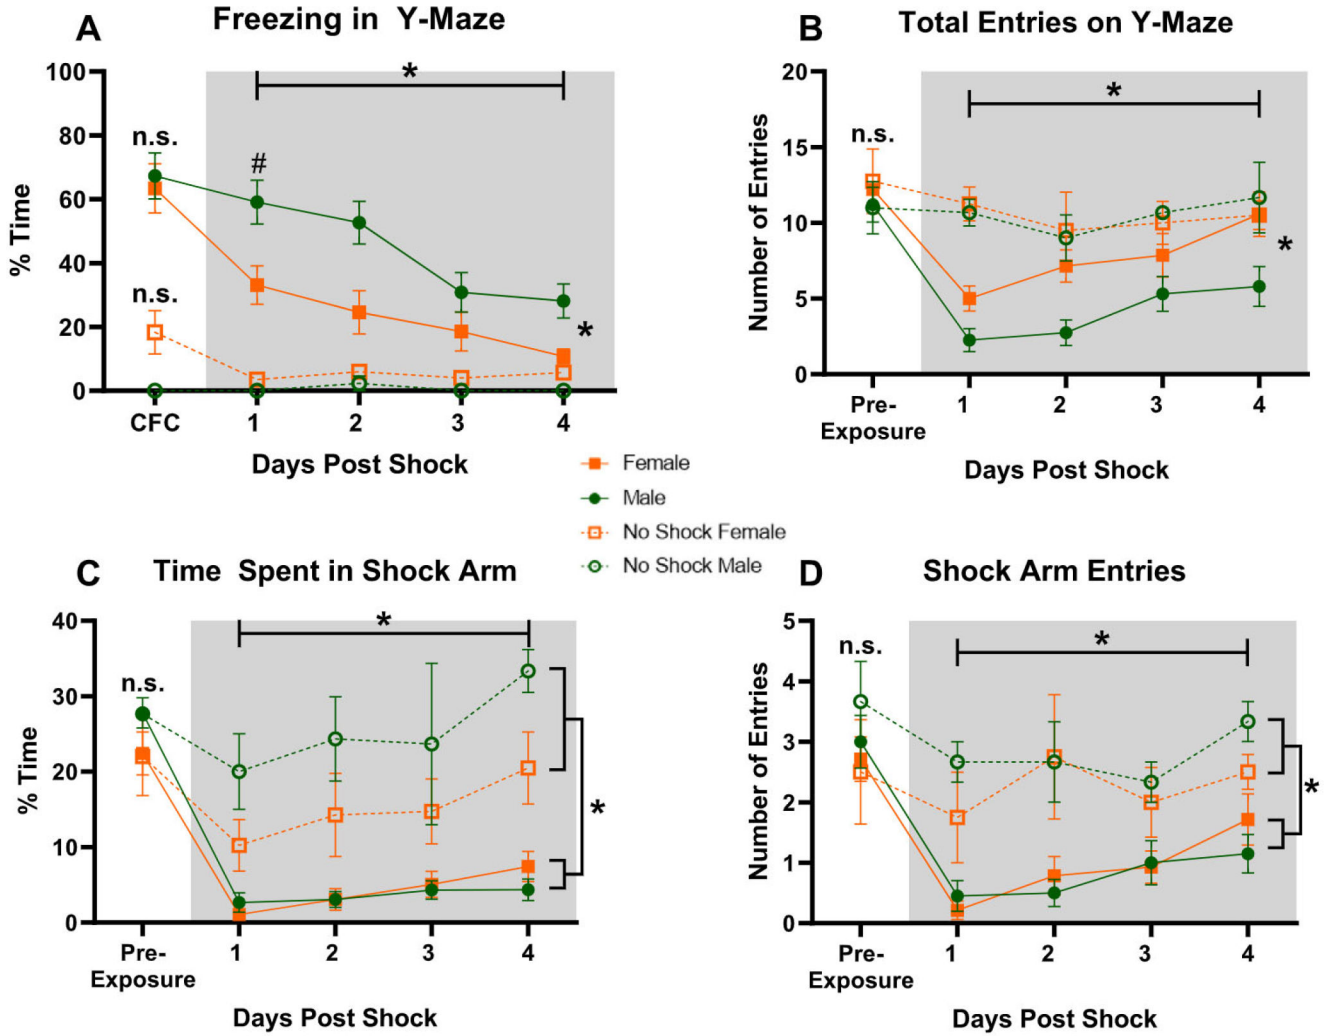 A
Freezing in Y-Maze
100
80
60
40
20
0
% Time
n.s.
n.s.
#
*
*
CFC
1
2
3
4
Days Post Shock
B
Total Entries on Y-Maze
20
15
10
5
0
Number of Entries
n.s.
*
*
Pre-
Exposure
1
2
3
4
Days Post Shock
Female
Male
No Shock Female
No Shock Male
C
Time Spent in Shock Arm
40
30
20
10
0
% Time
n.s.
*
*
Pre-
Exposure
1
2
3
4
Days Post Shock
D
Shock Arm Entries
5
4
3
2
1
0
Number of Entries
n.s.
*
*
Pre-
Exposure
1
2
3
4
Days Post Shock